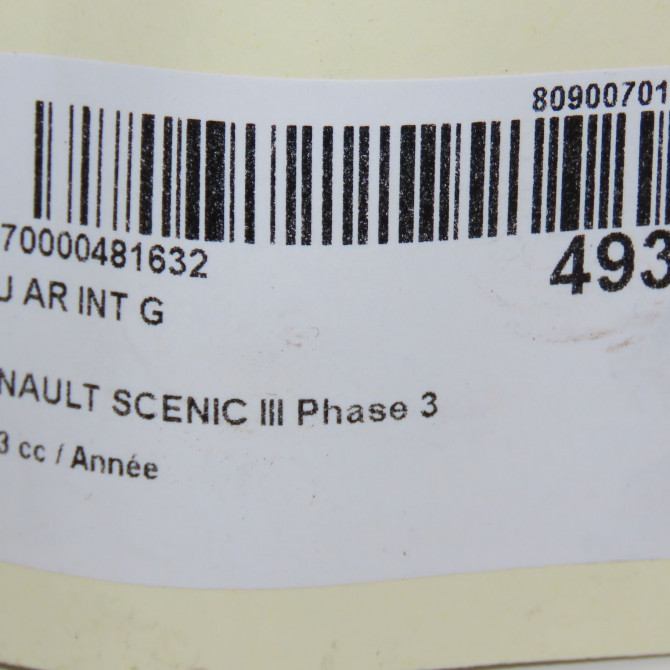 80900701
70000481632
493
U AR INT G
NAULT SCENIC III Phase 3
3 cc / Année